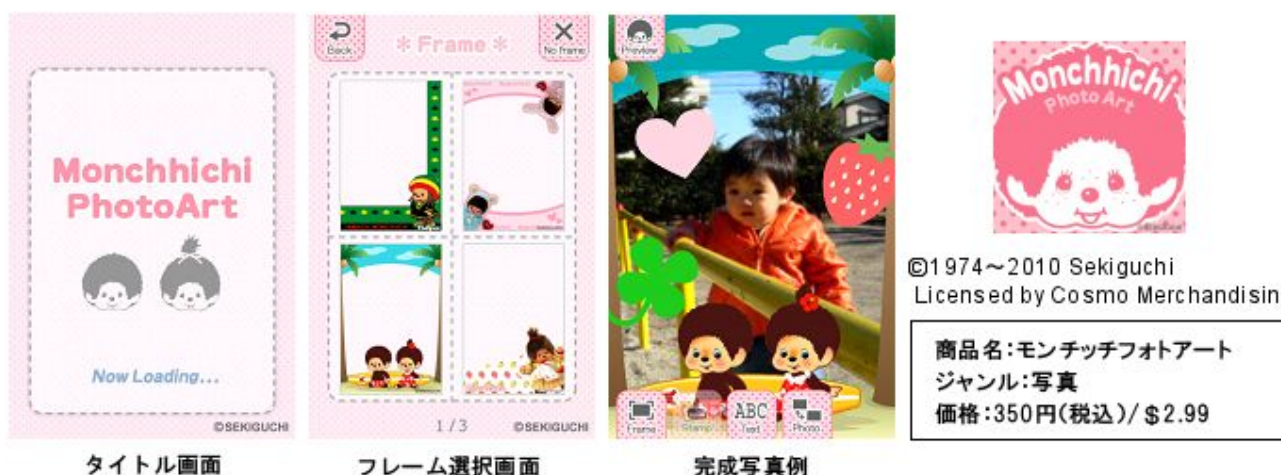 Monchhichi
PhotoArt
Now Loading...
©SEKIGUCHI
タイトル画面
Back
* Frame *
No frame
1 / 3
©SEKIGUCHI
フレーム選択画面
Preview
Frame
Stamp
ABC
Text
Photo
完成写真例
Monchhichi
Photo Art
©1974～2010 Sekiguchi
Licensed by Cosmo Merchandisin
商品名：モンチッチフォトアート
ジャンル：写真
価格：350円（税込）/ $2.99